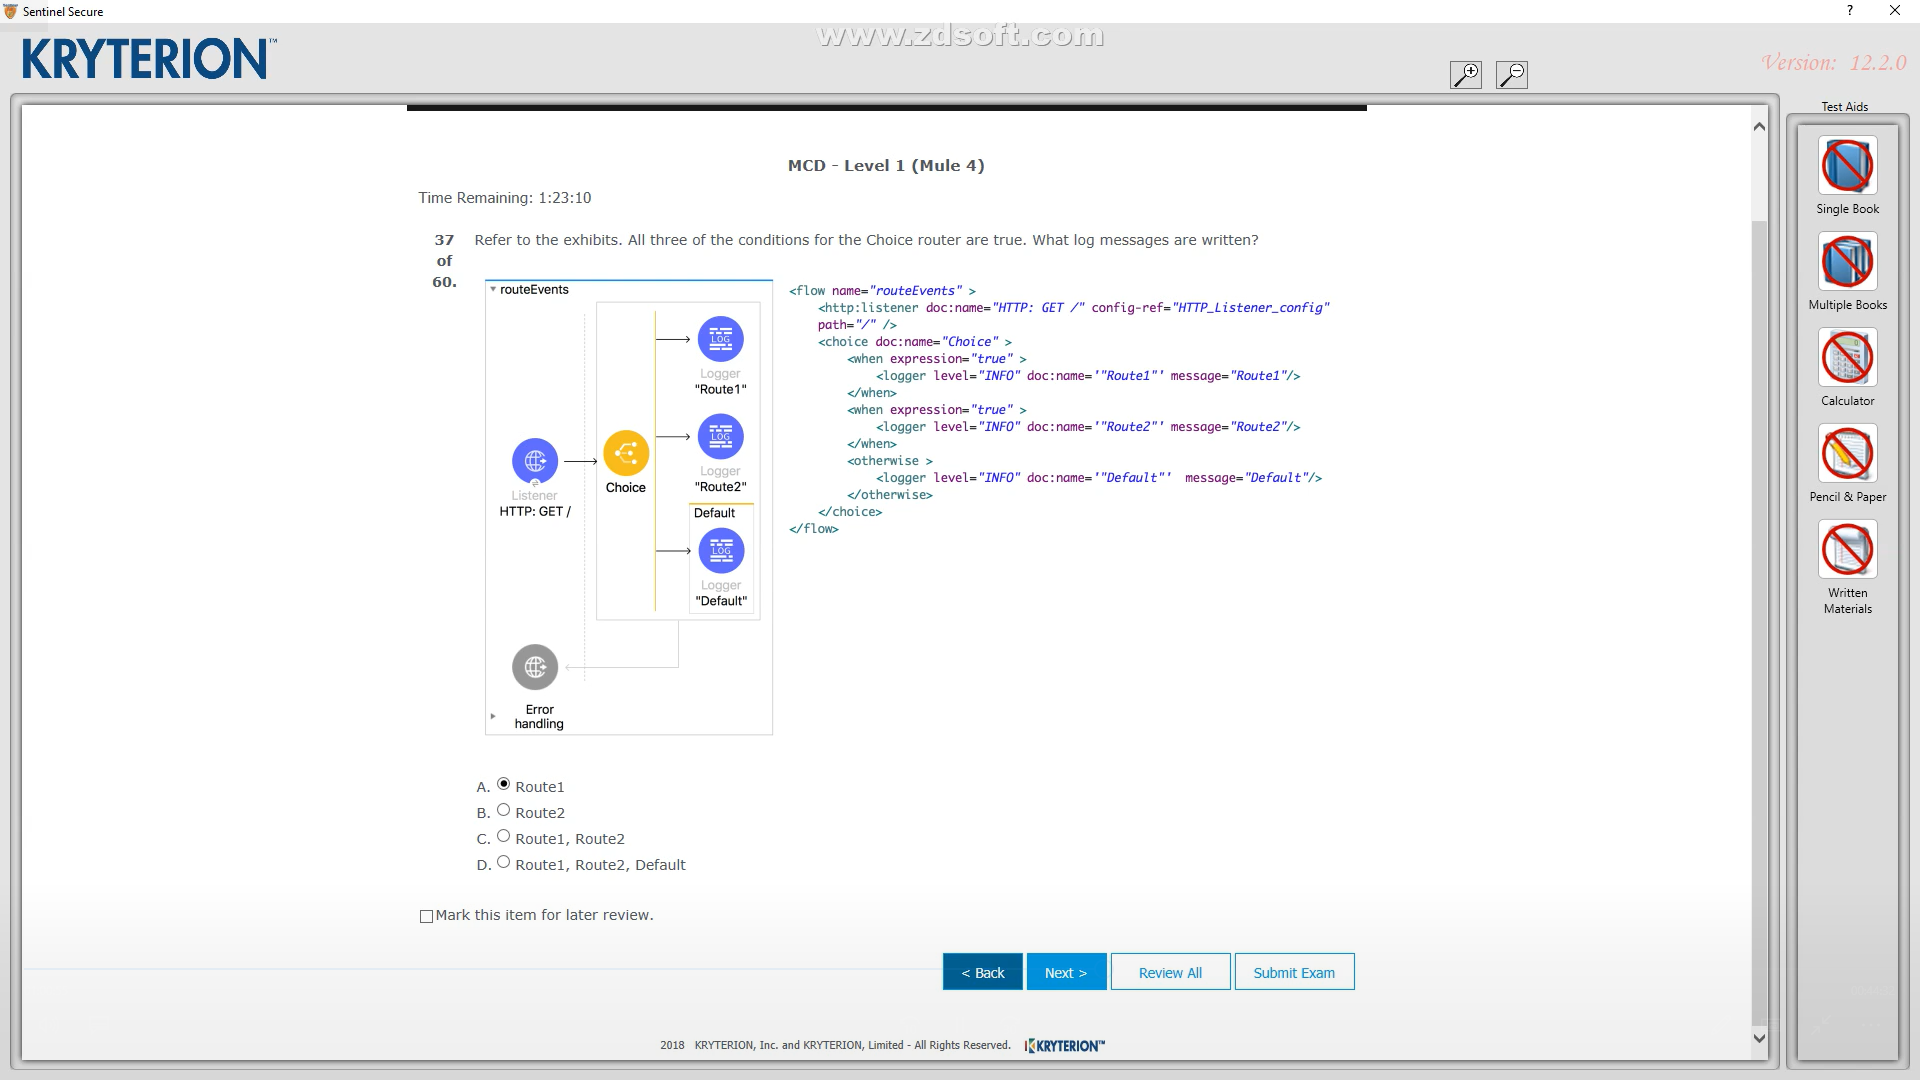 Sentinel Secure
?
www.zdsoft.com
KRYTERION™
Version: 12.2.0
Test Aids
Single Book
Multiple Books
Calculator
Pencil & Paper
Written
Materials
MCD - Level 1 (Mule 4)
Time Remaining: 1:23:10
37
of
60.
Refer to the exhibits. All three of the conditions for the Choice router are true. What log messages are written?
routeEvents
LOG
Logger
"Route1"
LOG
Logger
"Route2"
Listener
HTTP: GET /
Choice
Default
LOG
Logger
"Default"
Error
handling
<flow name="routeEvents" >
<http:listener doc:name="HTTP: GET /" config-ref="HTTP_Listener_config"
path="/" />
<choice doc:name="Choice" >
<when expression="true" >
<logger level="INFO" doc:name='"Route1"' message="Route1"/>
</when>
<when expression="true" >
<logger level="INFO" doc:name='"Route2"' message="Route2"/>
</when>
<otherwise >
<logger level="INFO" doc:name='"Default"'  message="Default"/>
</otherwise>
</choice>
</flow>
A. Route1
B. Route2
C. Route1, Route2
D. Route1, Route2, Default
Mark this item for later review.
< Back
Next >
Review All
Submit Exam
2018 KRYTERION, Inc. and KRYTERION, Limited - All Rights Reserved. KRYTERION™